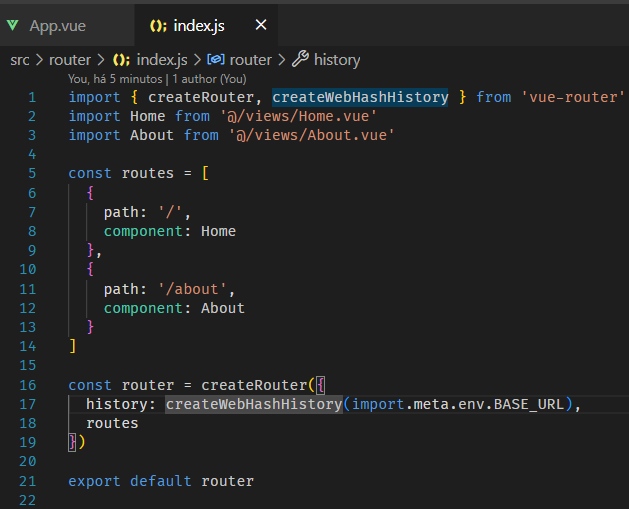 App.vue index.js ×
src > router > index.js > router > history
You, há 5 minutos | 1 author (You)
1 import { createRouter, createWebHashHistory } from 'vue-router'
2 import Home from '@/views/Home.vue'
3 import About from '@/views/About.vue'
4
5 const routes = [
6   {
7     path: '/',
8     component: Home
9   },
10   {
11     path: '/about',
12     component: About
13   }
14 ]
15
16 const router = createRouter({
17   history: createWebHashHistory(import.meta.env.BASE_URL),
18   routes
19 })
20
21 export default router
22